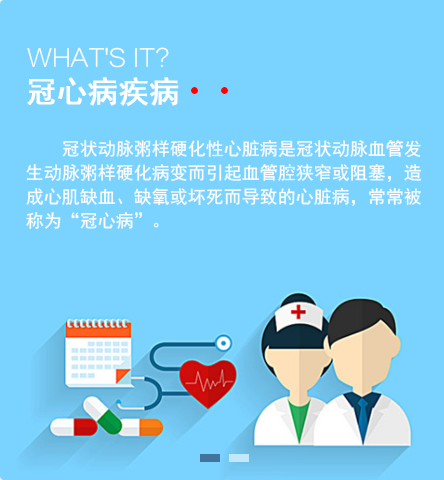 WHAT'S IT?
冠心病疾病
冠状动脉粥样硬化性心脏病是冠状动脉血管发
生动脉粥样硬化病变而引起血管腔狭窄或阻塞，造
成心肌缺血、缺氧或坏死而导致的心脏病，常常被
称为“冠心病”。